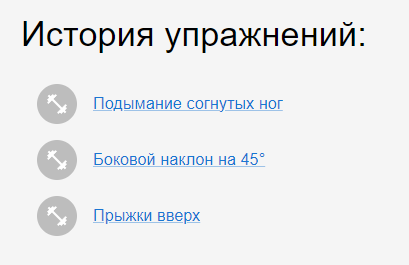 История упражнений:
Подымание согнутых ног
Боковой наклон на 45°
Прыжки вверх